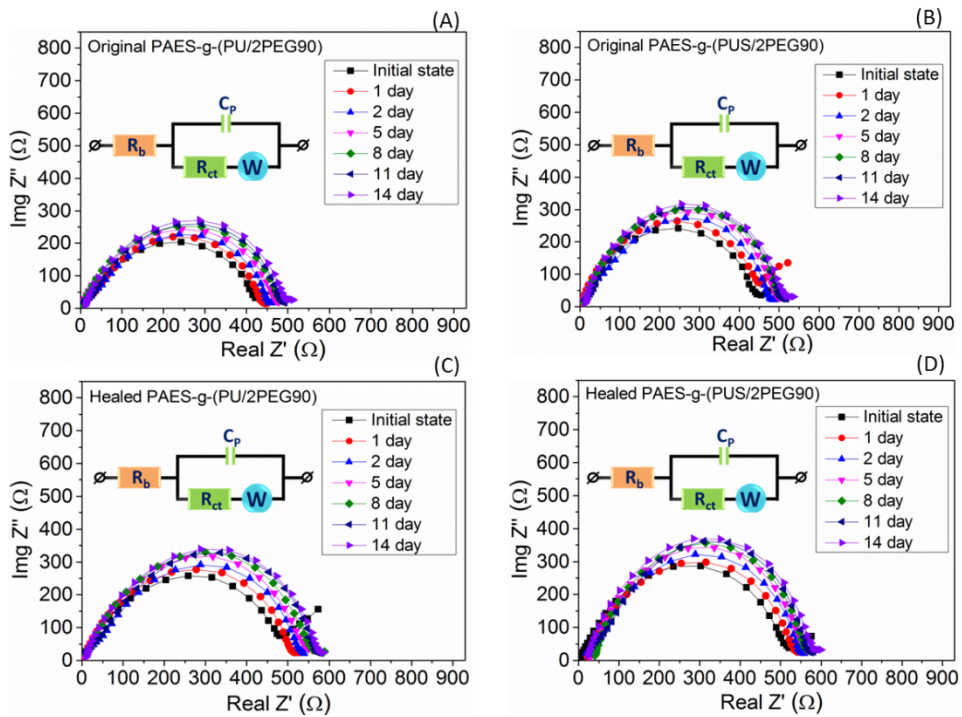 (A)
Original PAES-g-(PU/2PEG90)
Initial state
1 day
2 day
5 day
8 day
11 day
14 day
CP
Rb
Rct
W
Img Z" (Ω)
800
700
600
500
400
300
200
100
0
0 100 200 300 400 500 600 700 800 900
Real Z' (Ω)
(B)
Original PAES-g-(PUS/2PEG90)
Initial state
1 day
2 day
5 day
8 day
11 day
14 day
CP
Rb
Rct
W
Img Z" (Ω)
800
700
600
500
400
300
200
100
0
0 100 200 300 400 500 600 700 800 900
Real Z' (Ω)
(C)
Healed PAES-g-(PU/2PEG90)
Initial state
1 day
2 day
5 day
8 day
11 day
14 day
CP
Rb
Rct
W
Img Z" (Ω)
800
700
600
500
400
300
200
100
0
0 100 200 300 400 500 600 700 800 900
Real Z' (Ω)
(D)
Healed PAES-g-(PUS/2PEG90)
Initial state
1 day
2 day
5 day
8 day
11 day
14 day
CP
Rb
Rct
W
Img Z" (Ω)
800
700
600
500
400
300
200
100
0
0 100 200 300 400 500 600 700 800 900
Real Z' (Ω)